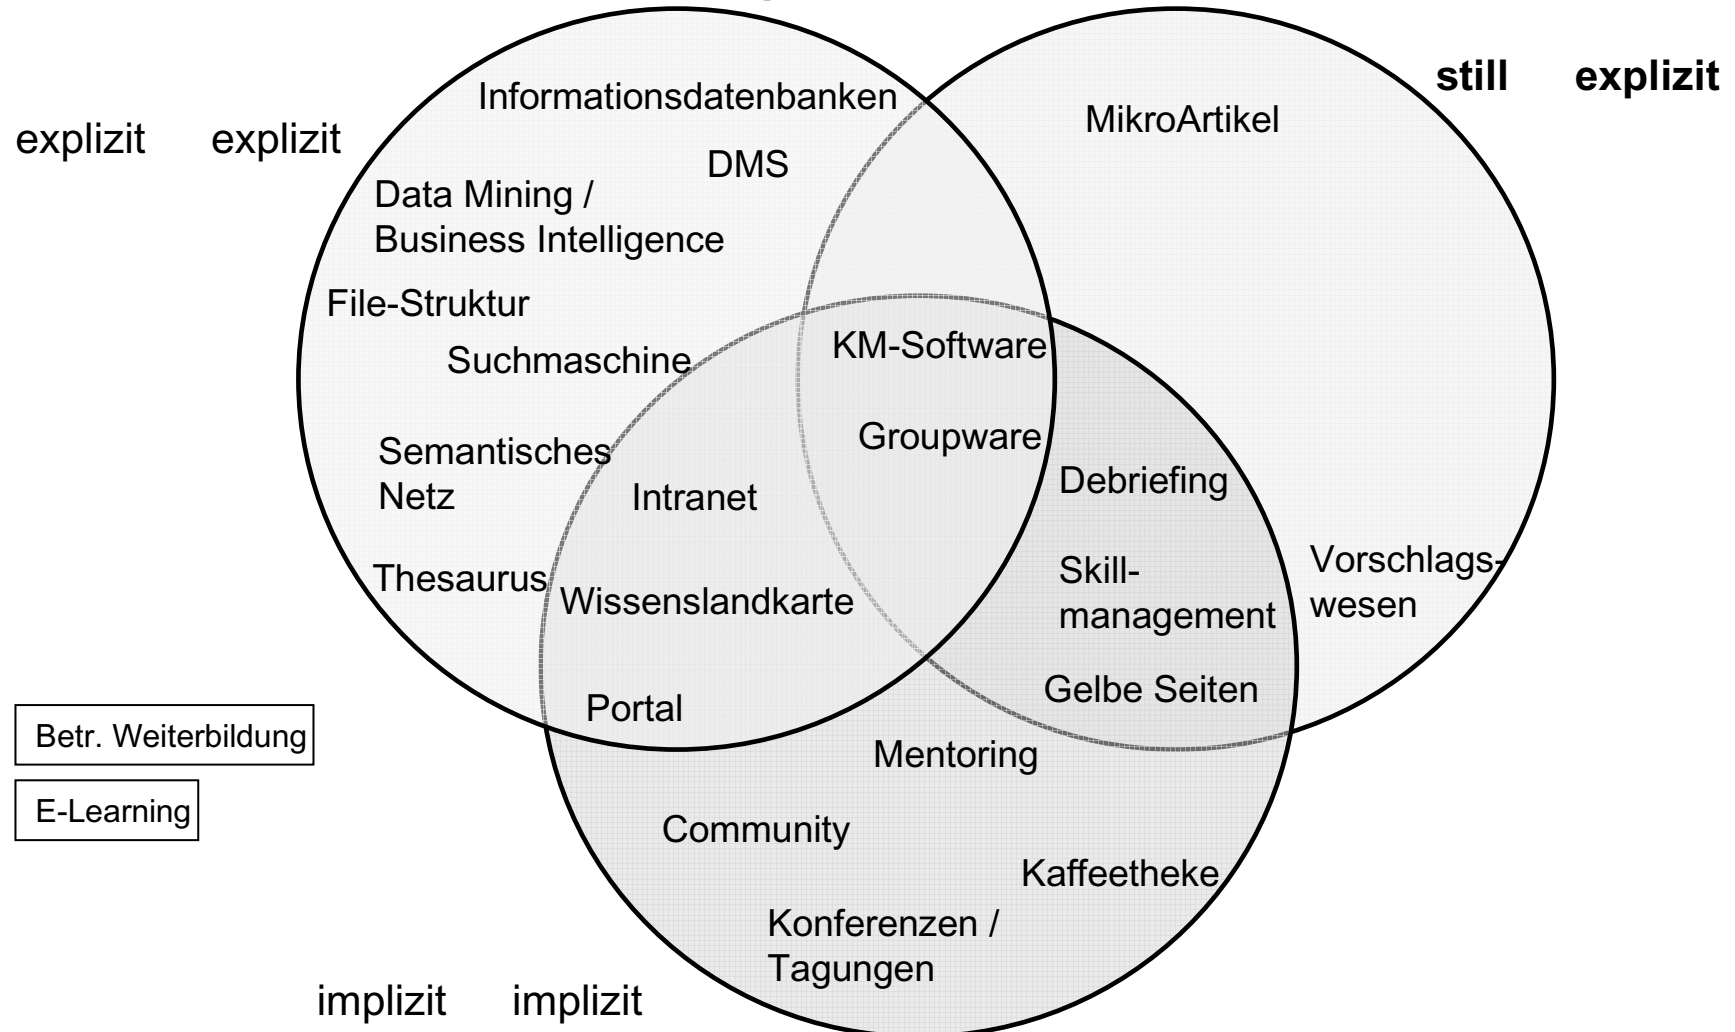 still explizit
Informationsdatenbanken
MikroArtikel
explizit explizit
DMS
Data Mining /
Business Intelligence
File-Struktur
Suchmaschine
KM-Software
Groupware
Semantisches
Netz
Intranet
Debriefing
Thesaurus
Wissenslandkarte
Skill-
management
Vorschlags-
wesen
Portal
Gelbe Seiten
Betr. Weiterbildung
Mentoring
E-Learning
Community
Kaffeetheke
Konferenzen /
Tagungen
implizit implizit